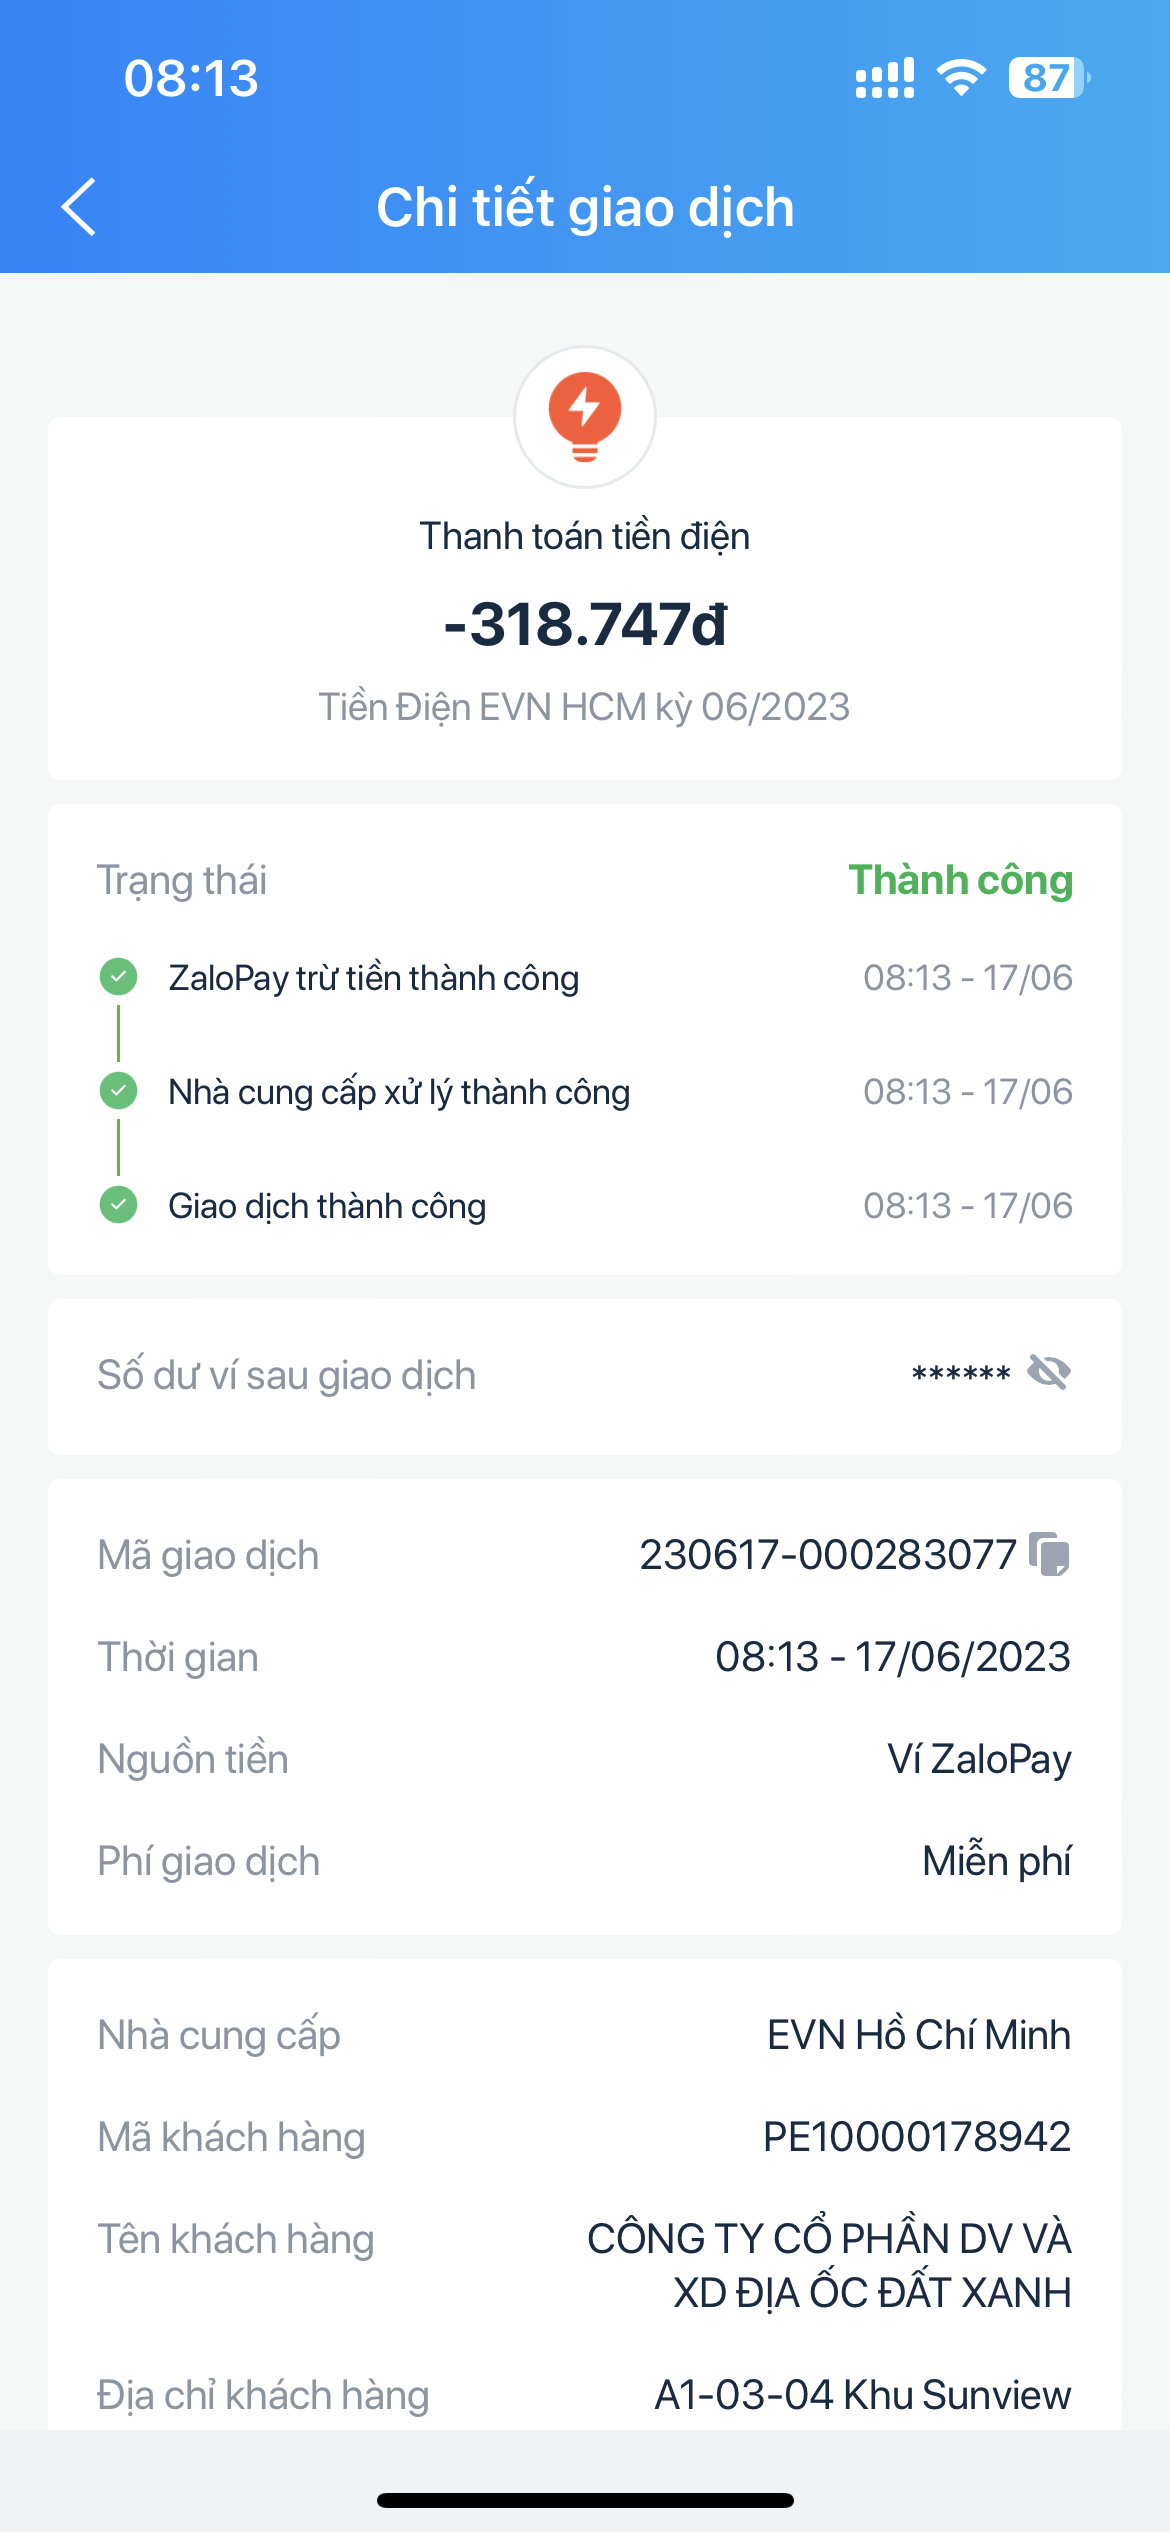 08:13
87
Chi tiết giao dịch
Thanh toán tiền điện
-318.747đ
Tiền Điện EVN HCM kỳ 06/2023
Trạng thái Thành công
ZaloPay trừ tiền thành công 08:13 - 17/06
Nhà cung cấp xử lý thành công 08:13 - 17/06
Giao dịch thành công 08:13 - 17/06
Số dư ví sau giao dịch ******
Mã giao dịch 230617-000283077
Thời gian 08:13 - 17/06/2023
Nguồn tiền Ví ZaloPay
Phí giao dịch Miễn phí
Nhà cung cấp EVN Hồ Chí Minh
Mã khách hàng PE10000178942
Tên khách hàng CÔNG TY CỔ PHẦN DV VÀ
XD ĐỊA ỐC ĐẤT XANH
Địa chỉ khách hàng A1-03-04 Khu Sunview